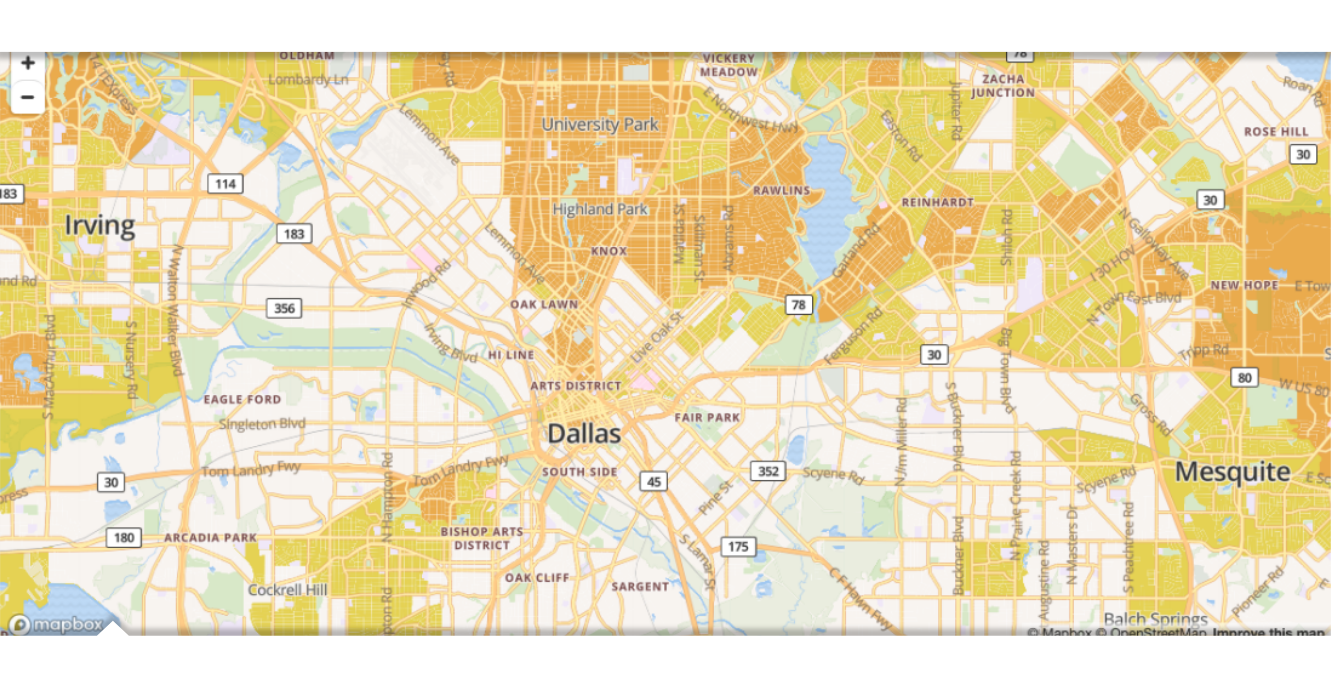 +
−
OLDHAM
Lombardy Ln
VICKERY
MEADOW
78
ZACHA
JUNCTION
Roan Rd
Lemmon Ave
University Park
E Northwest Hwy
Easton Rd
Jupiter Rd
ROSE HILL
30
183
114
Highland Park
RAWLINS
REINHARDT
30
Irving
183
Lemmon Ave
KNOX
Matilda St
Skillman St
Abrams Rd
Garland Rd
Shiloh Rd
N Galloway Ave
N Walton Walker Blvd
Inwood Rd
I 30 HOV
356
OAK LAWN
78
N Town East Blvd
NEW HOPE
E Tow
S MacArthur Blvd
S Nursery Rd
Irving Blvd
HI LINE
Live Oak St
Ferguson Rd
30
Big Town Blvd
Tripp Rd
80
W US 80
ARTS DISTRICT
EAGLE FORD
Singleton Blvd
Dallas
FAIR PARK
N Jim Miller Rd
S Buckner Blvd
Gross Rd
Tom Landry Fwy
Tom Landry Fwy
SOUTH SIDE
45
352
Scyene Rd
Scyene Rd
Mesquite
30
N Hampton Rd
Pine St
N Prairie Creek Rd
S Peachtree Rd
180
ARCADIA PARK
BISHOP ARTS
DISTRICT
175
S Lamar St
Buckner Blvd
N Masters Dr
Cockrell Hill
OAK CLIFF
SARGENT
C F Hawn Fwy
Augustine Rd
Pioneer Rd
Balch Springs
mapbox
© Mapbox © OpenStreetMap Improve this map